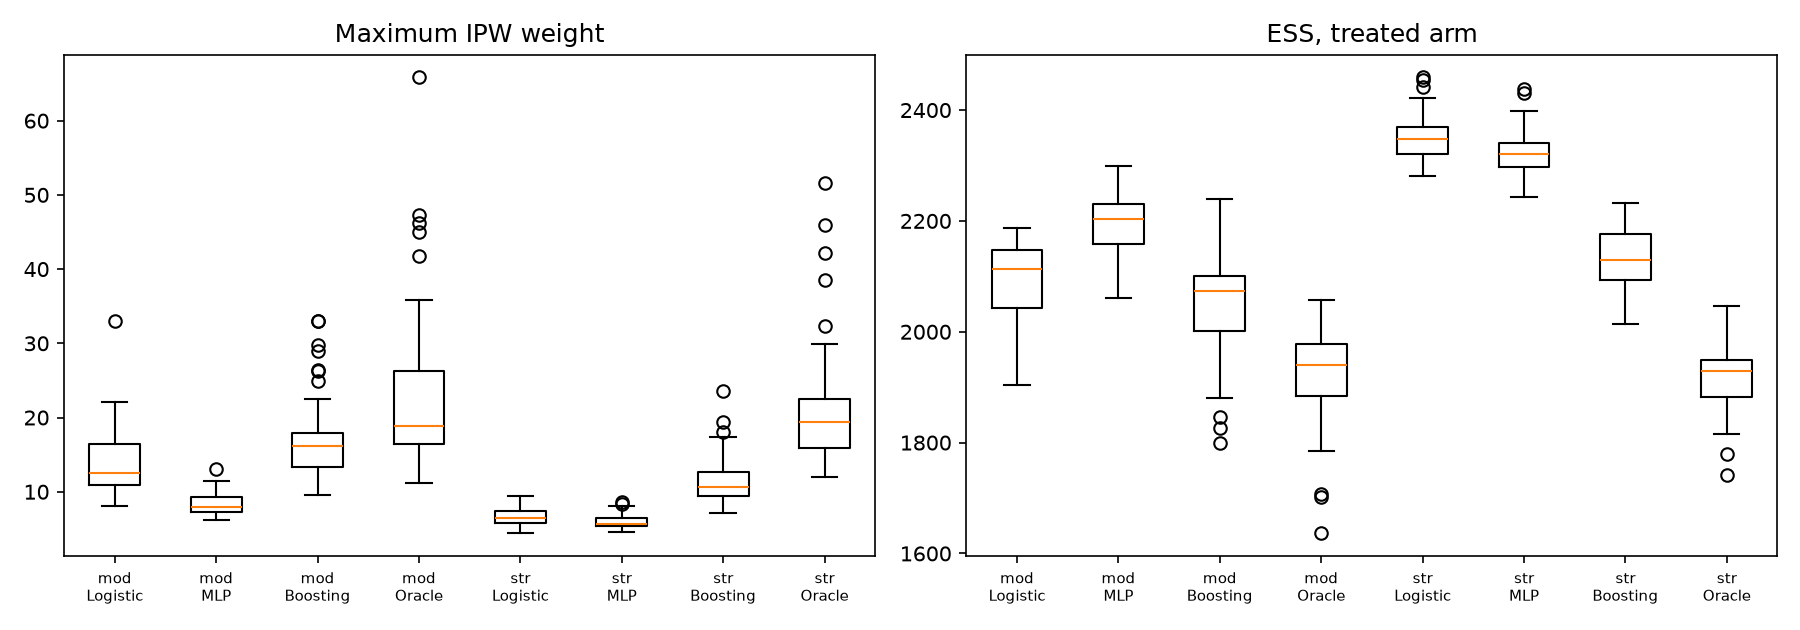 Maximum IPW weight
60
50
40
30
20
10
mod
Logistic
mod
MLP
mod
Boosting
mod
Oracle
str
Logistic
str
MLP
str
Boosting
str
Oracle
ESS, treated arm
2400
2200
2000
1800
1600
mod
Logistic
mod
MLP
mod
Boosting
mod
Oracle
str
Logistic
str
MLP
str
Boosting
str
Oracle